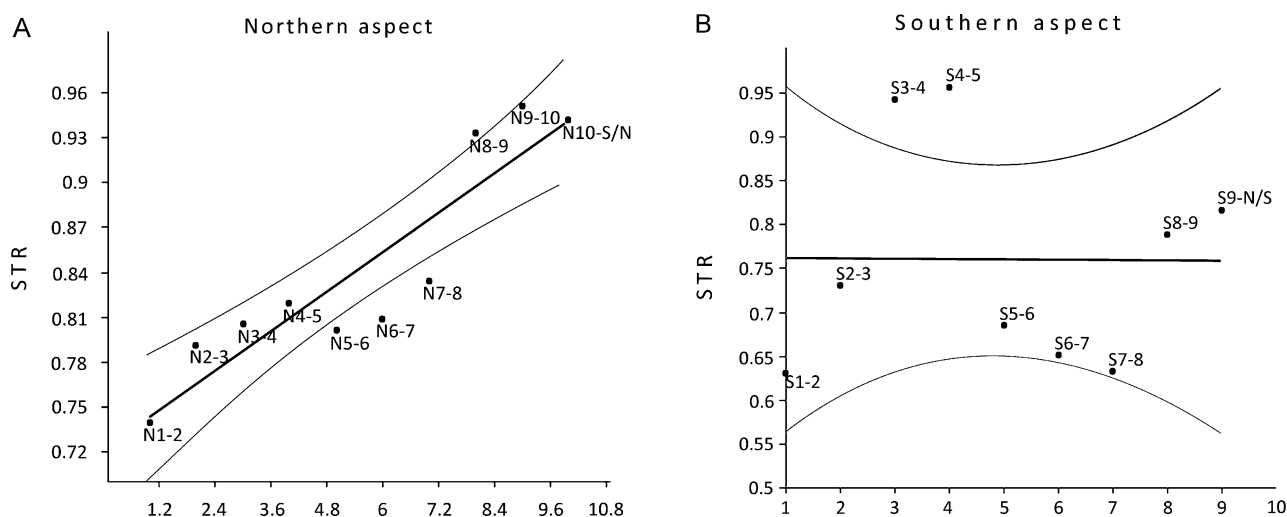 A
Northern aspect
STR
0.96
0.93
0.9
0.87
0.84
0.81
0.78
0.75
0.72
N1-2
N2-3
N3-4
N4-5
N5-6
N6-7
N7-8
N8-9
N9-10
N10-S/N
1.2 2.4 3.6 4.8 6 7.2 8.4 9.6 10.8
B
Southern aspect
STR
0.95
0.9
0.85
0.8
0.75
0.7
0.65
0.6
0.55
0.5
S1-2
S2-3
S3-4
S4-5
S5-6
S6-7
S7-8
S8-9
S9-N/S
1 2 3 4 5 6 7 8 9 10